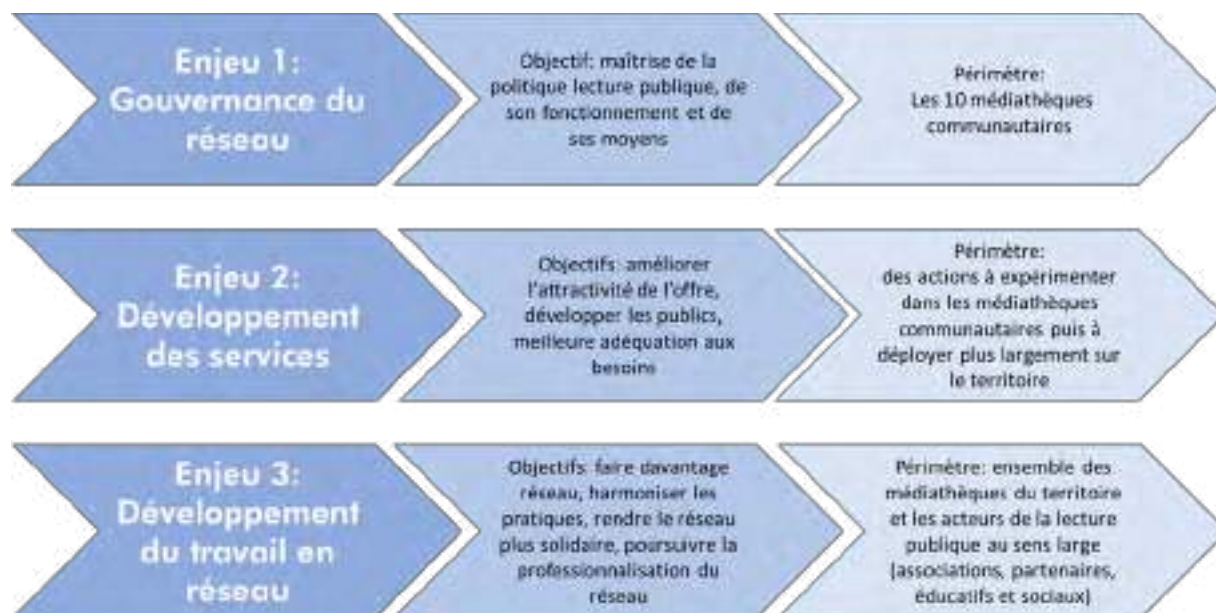 Enjeu 1:
Gouvernance du
réseau
Objectif: maîtrise de la
politique lecture publique, de
son fonctionnement et de
ses moyens
Périmètre:
Les 10 médiathèques
communautaires
Enjeu 2:
Développement
des services
Objectifs: améliorer
l'attractivité de l'offre,
développer les publics,
meilleure adéquation aux
besoins
Périmètre:
des actions à expérimenter
dans les médiathèques
communautaires puis à
déployer plus largement sur
le territoire
Enjeu 3:
Développement
du travail en
réseau
Objectifs: faire davantage
réseau, harmoniser les
pratiques, rendre le réseau
plus solidaire, poursuivre la
professionnalisation du
réseau
Périmètre: ensemble des
médiathèques du territoire
et les acteurs de la lecture
publique au sens large
(associations, partenaires,
éducatifs et sociaux)